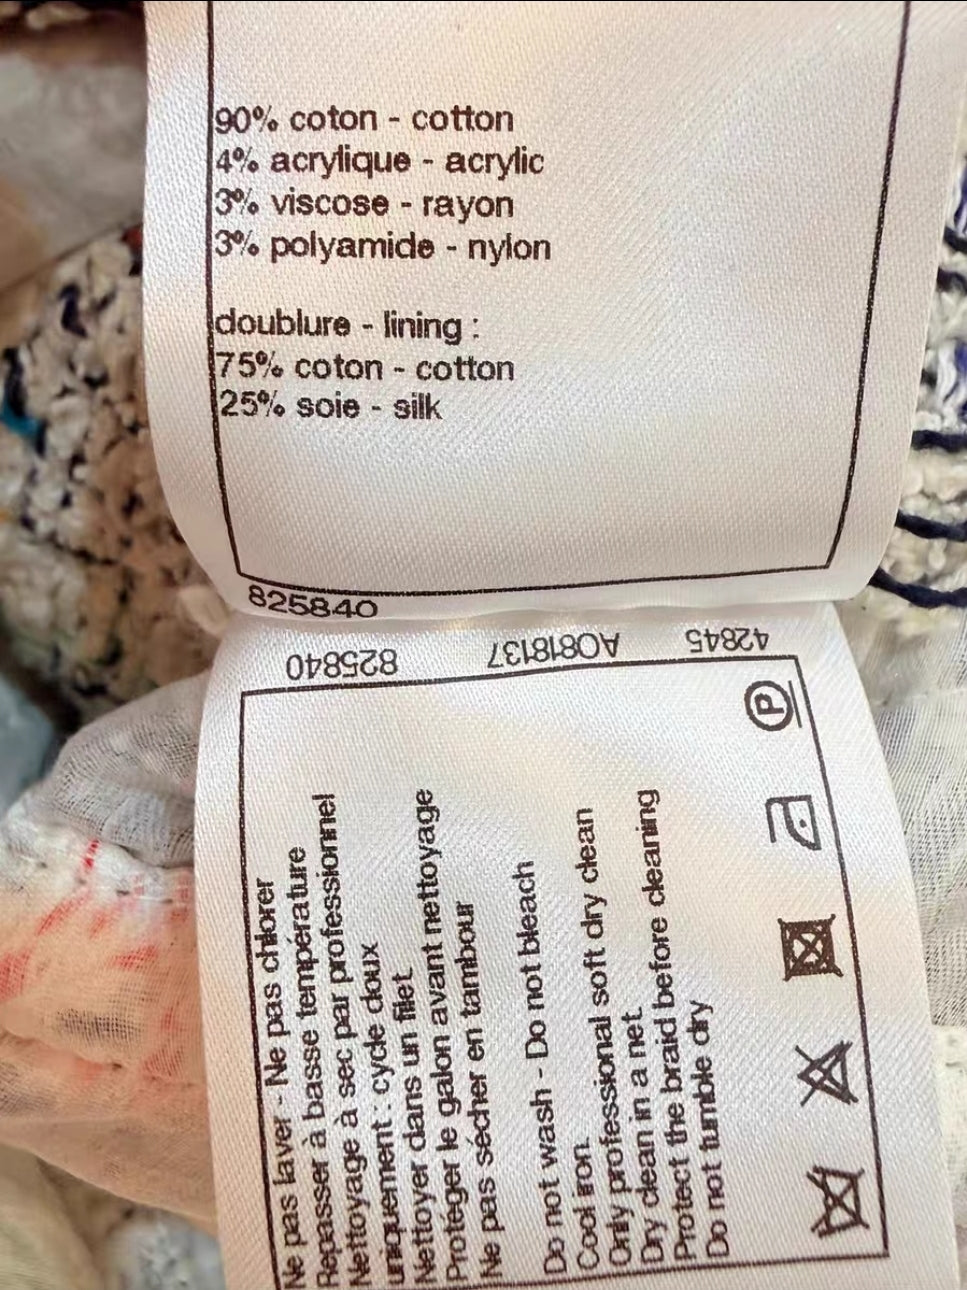 90% coton - cotton
4% acrylique - acrylic
3% viscose - rayon
3% polyamide - nylon
doublure - lining :
75% coton - cotton
25% soie - silk
825840
825840 A0818137 42845
Ne pas laver - Ne pas chlorer
Repasser à basse température
Nettoyage à sec par professionnel
uniquement : cycle doux
Nettoyer dans un filet
Protéger le galon avant nettoyage
Ne pas sécher en tambour
Do not wash - Do not bleach
Cool iron.
Only professional soft dry clean
Dry clean in a net.
Protect the braid before cleaning
Do not tumble dry
P